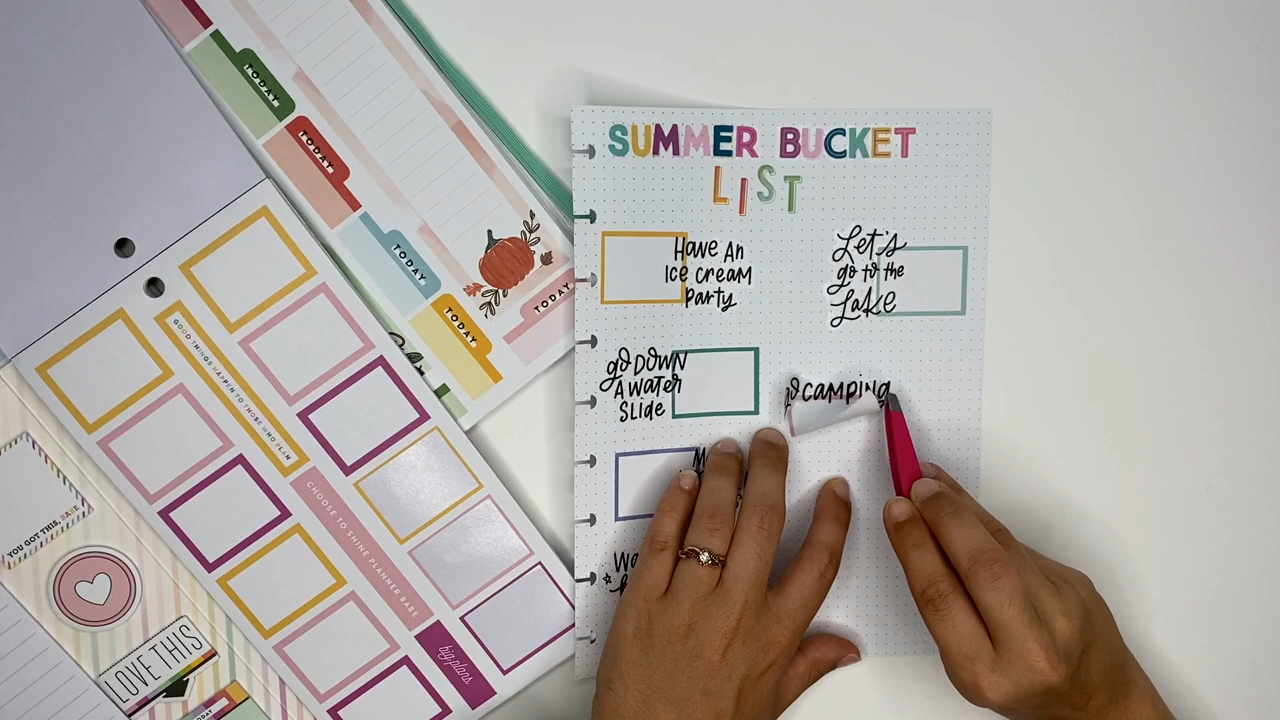 SUMMER BUCKET
LIST
HAVE AN
ICE CREAM
PARTY
Let's
go to the
Lake
go DOWN
A WATER
SLIDE
go CAMPING
TODAY
TODAY
TODAY
TODAY
TODAY
GOOD THINGS HAPPEN TO THOSE WHO PLAN
CHOOSE TO SHINE PLANNER BABE
big plans
YOU GOT THIS, BABE
LOVE THIS
TODAY